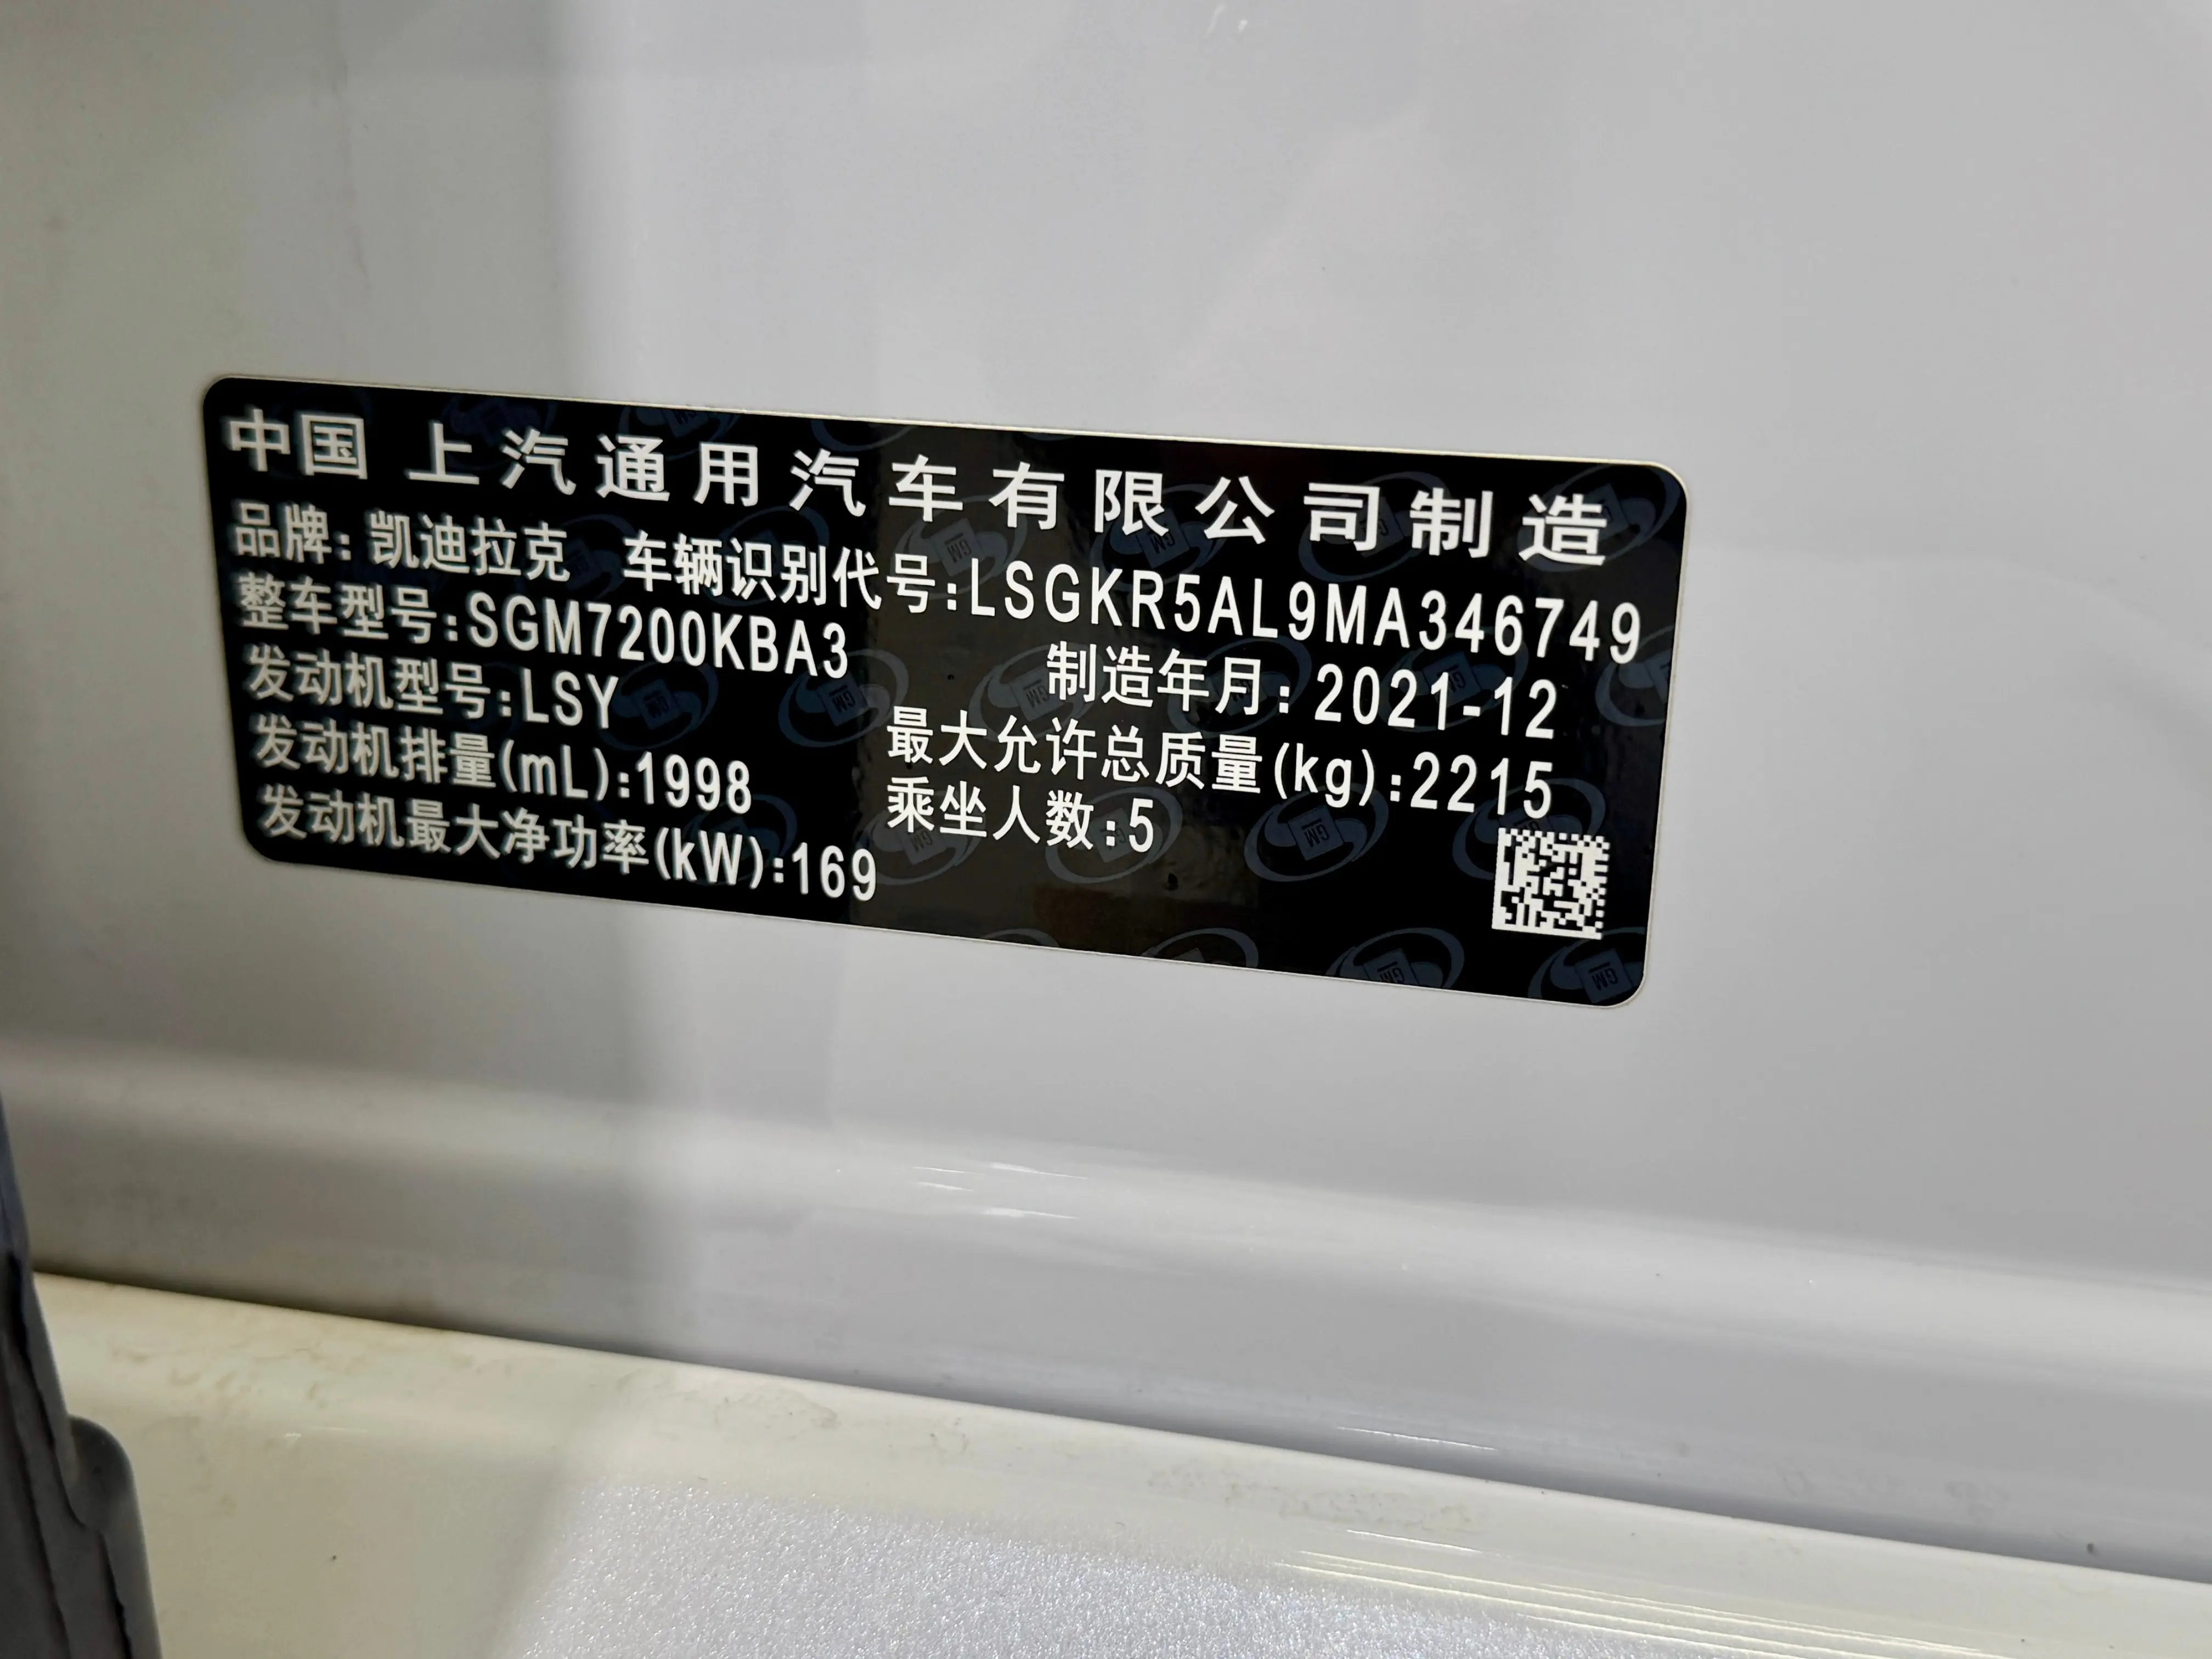 中国 上汽通用汽车有限公司制造
品牌: 凯迪拉克 车辆识别代号:LSGKR5AL9MA346749
整车型号:SGM7200KBA3 制造年月: 2021-12
发动机型号:LSY 最大允许总质量(kg):2215
发动机排量(mL):1998 乘坐人数:5
发动机最大净功率(kW):169